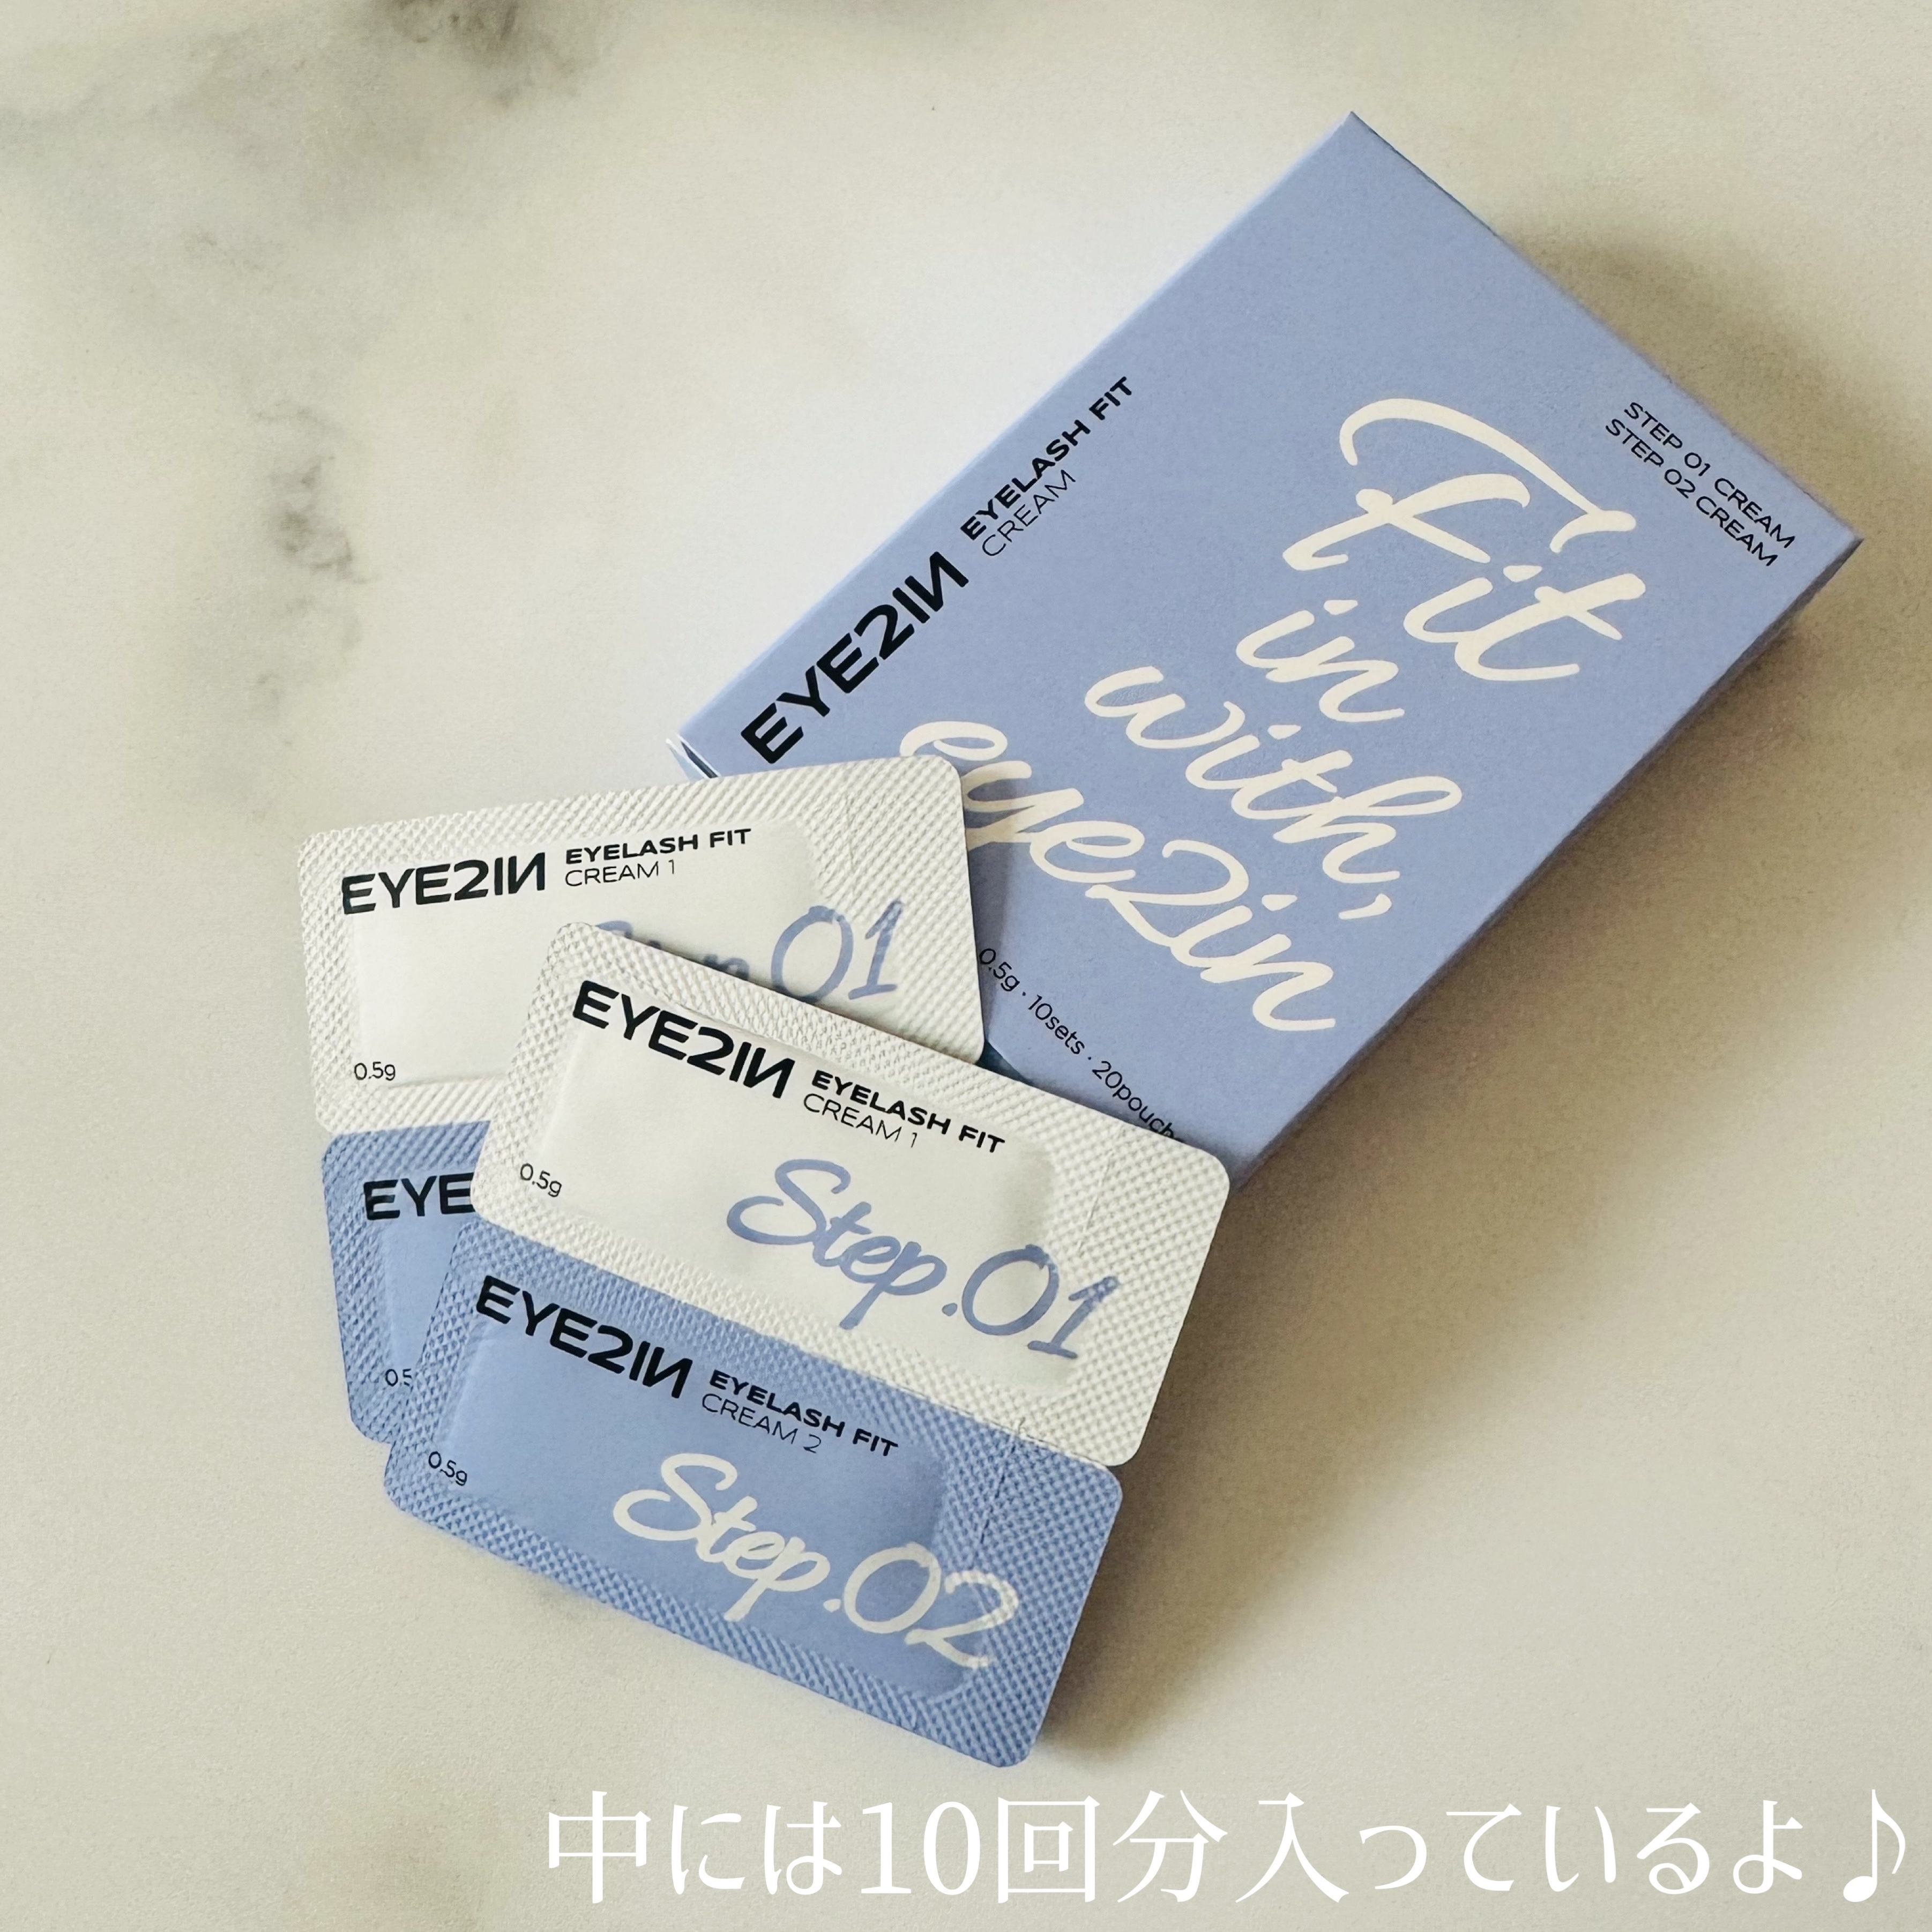 STEP 01 CREAM
STEP 02 CREAM
EYE2IN EYELASH FIT
CREAM
Fit
in
with,
eye2in
0.5g · 10sets · 20pouch
EYE2IN EYELASH FIT
CREAM 1
01
0.5g
EYE2IN EYELASH FIT
CREAM 1
0.5g
Step.01
EYE
EYE2IN EYELASH FIT
CREAM 2
0.5g
Step.02
中には10回分入っているよ♪